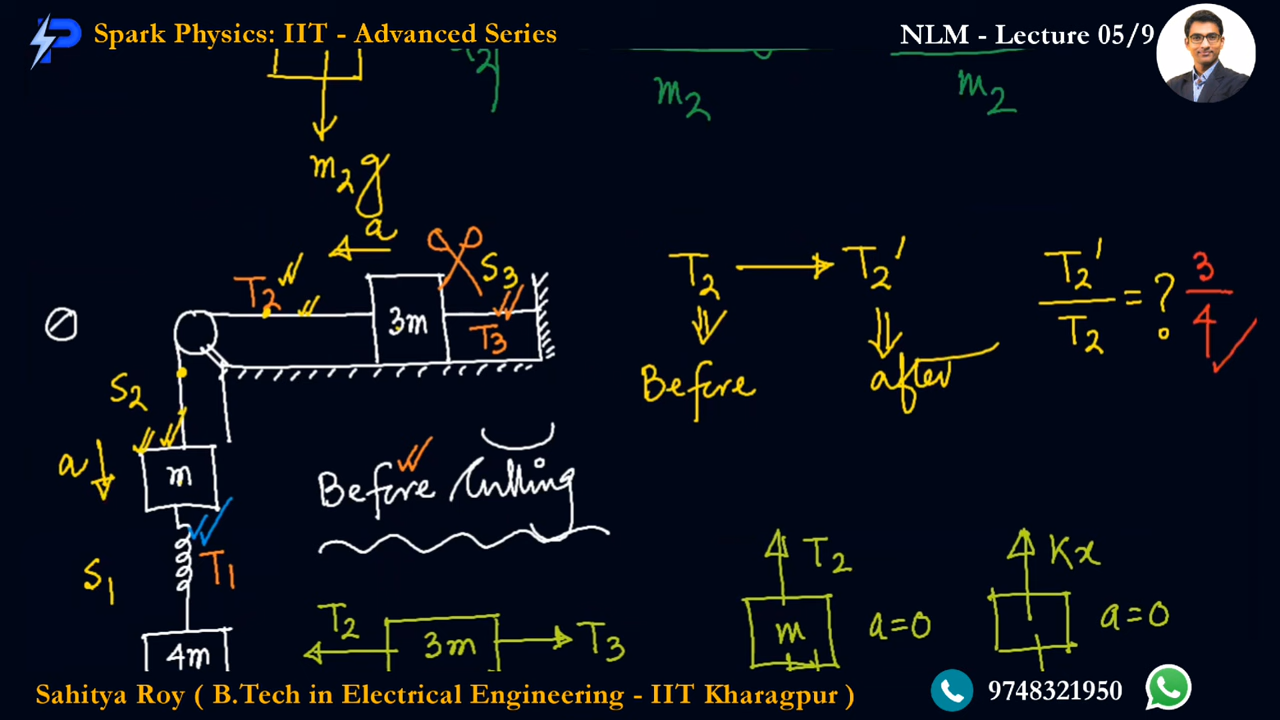 Spark Physics: IIT - Advanced Series
NLM - Lecture 05/9
T2
m2
m2
m2g
a
S3
T2
3m
T3
T2 → T2'
T2'/T2 = ? 3/4
Before
after
S2
a
m
Before Cutting
S1
T1
4m
T2
3m
T3
T2
m
a=0
Kx
a=0
Sahitya Roy ( B.Tech in Electrical Engineering - IIT Kharagpur )
9748321950